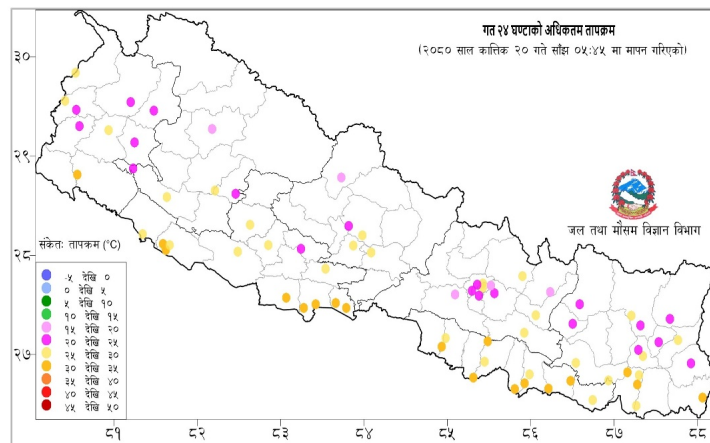 गत २४ घण्टाको अधिकतम तापक्रम
(२०८० साल कात्तिक २० गते साँझ ०५:४५ मा मापन गरिएको)
३०
२९
२८
२७
जल तथा मौसम विज्ञान विभाग
संकेतः तापक्रम (°C)
-५ देखि ०
० देखि ५
५ देखि १०
१० देखि १५
१५ देखि २०
२० देखि २५
२५ देखि ३०
३० देखि ३५
३५ देखि ४०
४० देखि ४५
४५ देखि ५०
८१ ८२ ८३ ८४ ८५ ८६ ८७ ८८